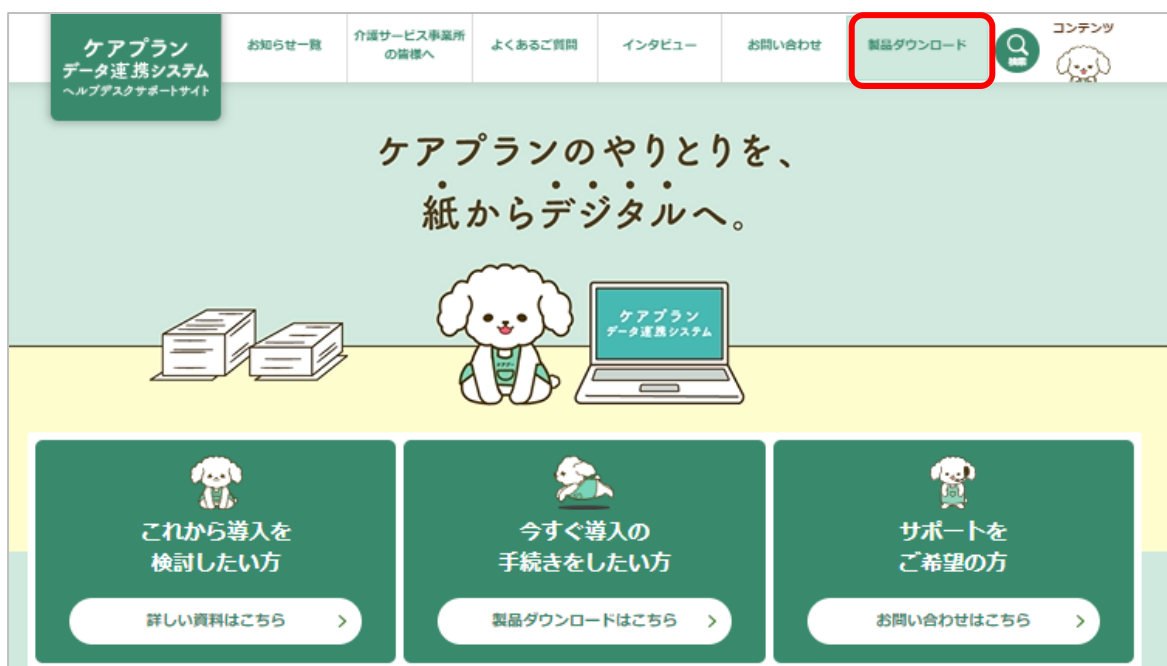 ケアプラン
データ連携システム
ヘルプデスクサポートサイト
お知らせ一覧
介護サービス事業所
の皆様へ
よくあるご質問
インタビュー
お問い合わせ
製品ダウンロード
検索
コンテンツ
ケアプランのやりとりを、
紙からデジタルへ。
ケアプラン
データ連携システム
これから導入を
検討したい方
詳しい資料はこちら
今すぐ導入の
手続きをしたい方
製品ダウンロードはこちら
サポートを
ご希望の方
お問い合わせはこちら